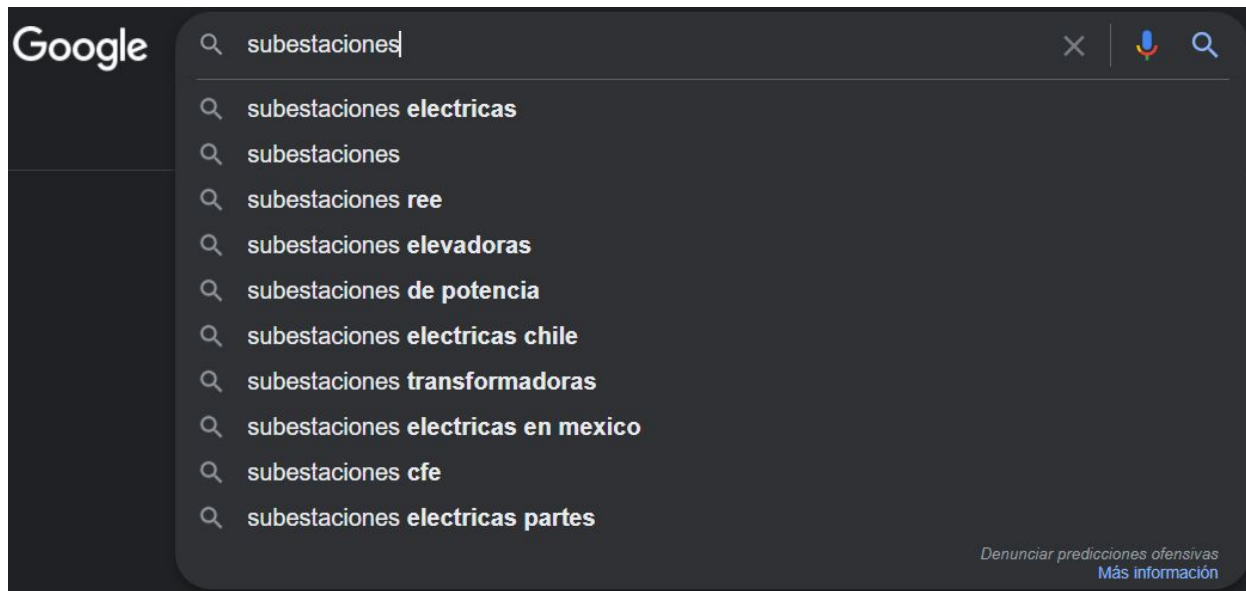 Google subestaciones
subestaciones electricas
subestaciones
subestaciones ree
subestaciones elevadoras
subestaciones de potencia
subestaciones electricas chile
subestaciones transformadoras
subestaciones electricas en mexico
subestaciones cfe
subestaciones electricas partes
Denunciar predicciones ofensivas
Más información